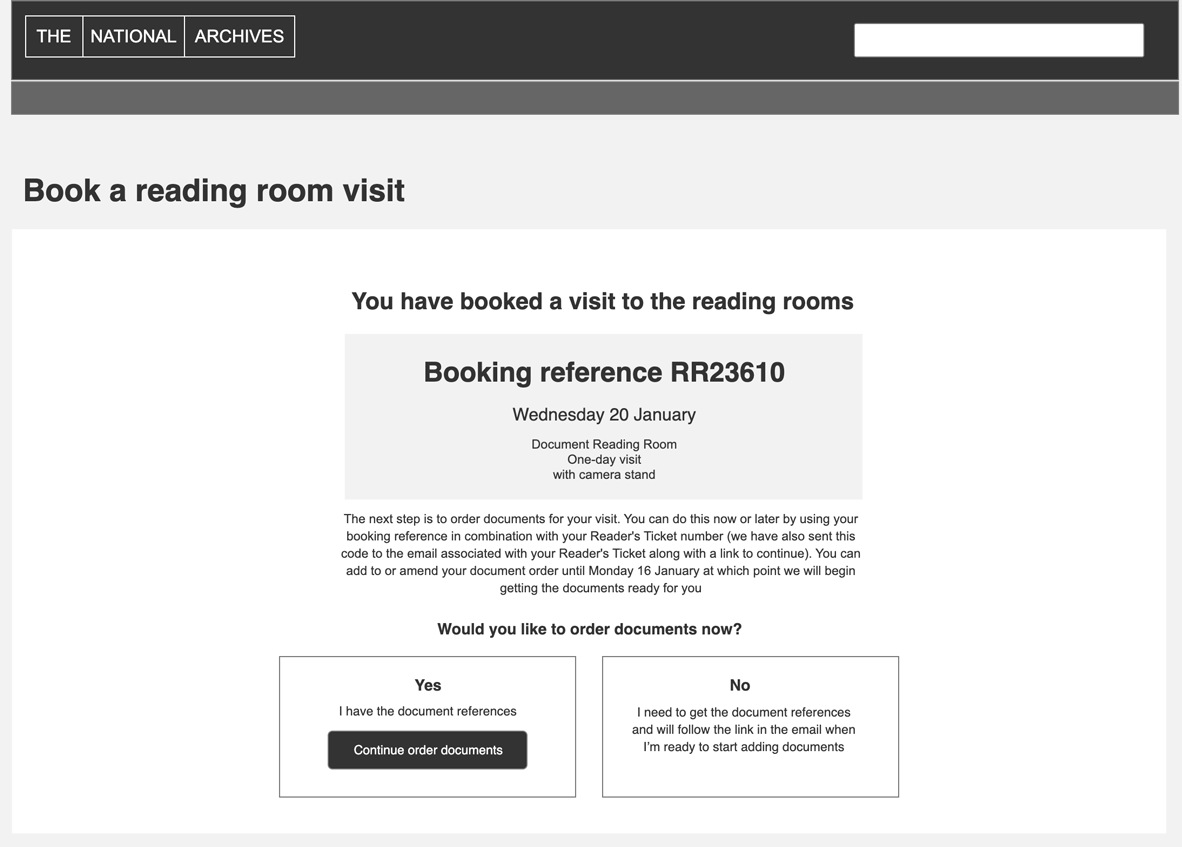 THE NATIONAL ARCHIVES
Book a reading room visit
You have booked a visit to the reading rooms
Booking reference RR23610
Wednesday 20 January
Document Reading Room
One-day visit
with camera stand
The next step is to order documents for your visit. You can do this now or later by using your
booking reference in combination with your Reader's Ticket number (we have also sent this
code to the email associated with your Reader's Ticket along with a link to continue). You can
add to or amend your document order until Monday 16 January at which point we will begin
getting the documents ready for you
Would you like to order documents now?
Yes
I have the document references
Continue order documents
No
I need to get the document references
and will follow the link in the email when
I’m ready to start adding documents